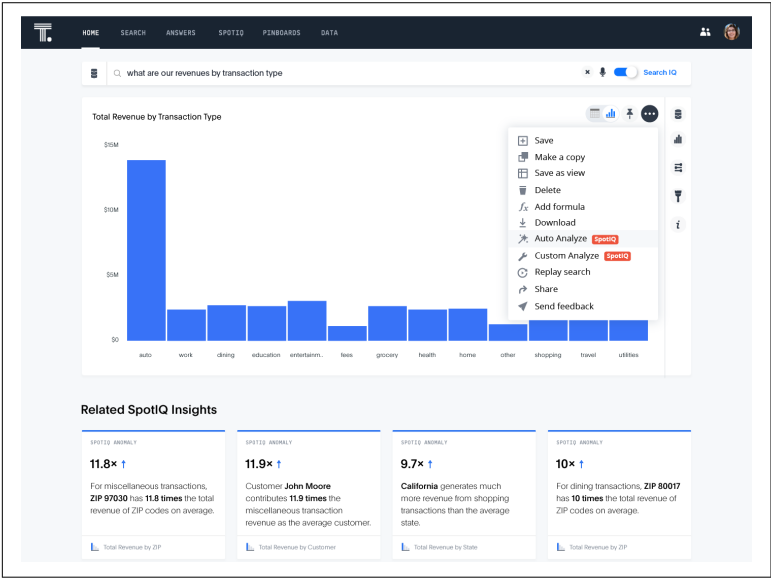 HOME SEARCH ANSWERS SPOTIQ PINBOARDS DATA
what are our revenues by transaction type
Search IQ
Total Revenue by Transaction Type
$15M
$10M
$5M
$0
auto work dining education entertainm.. fees grocery health home other shopping travel utilities
Save
Make a copy
Save as view
Delete
Add formula
Download
Auto Analyze SpotIQ
Custom Analyze SpotIQ
Replay search
Share
Send feedback
Related SpotIQ Insights
SPOTIQ ANOMALY
11.8× ↑
For miscellaneous transactions,
ZIP 97030 has 11.8 times the total
revenue of ZIP codes on average.
Total Revenue by ZIP
SPOTIQ ANOMALY
11.9× ↑
Customer John Moore
contributes 11.9 times the
miscellaneous transaction
revenue as the average customer.
Total Revenue by Customer
SPOTIQ ANOMALY
9.7× ↑
California generates much
more revenue from shopping
transactions than the average
state.
Total Revenue by State
SPOTIQ ANOMALY
10× ↑
For dining transactions, ZIP 80017
has 10 times the total revenue of
ZIP codes on average.
Total Revenue by ZIP